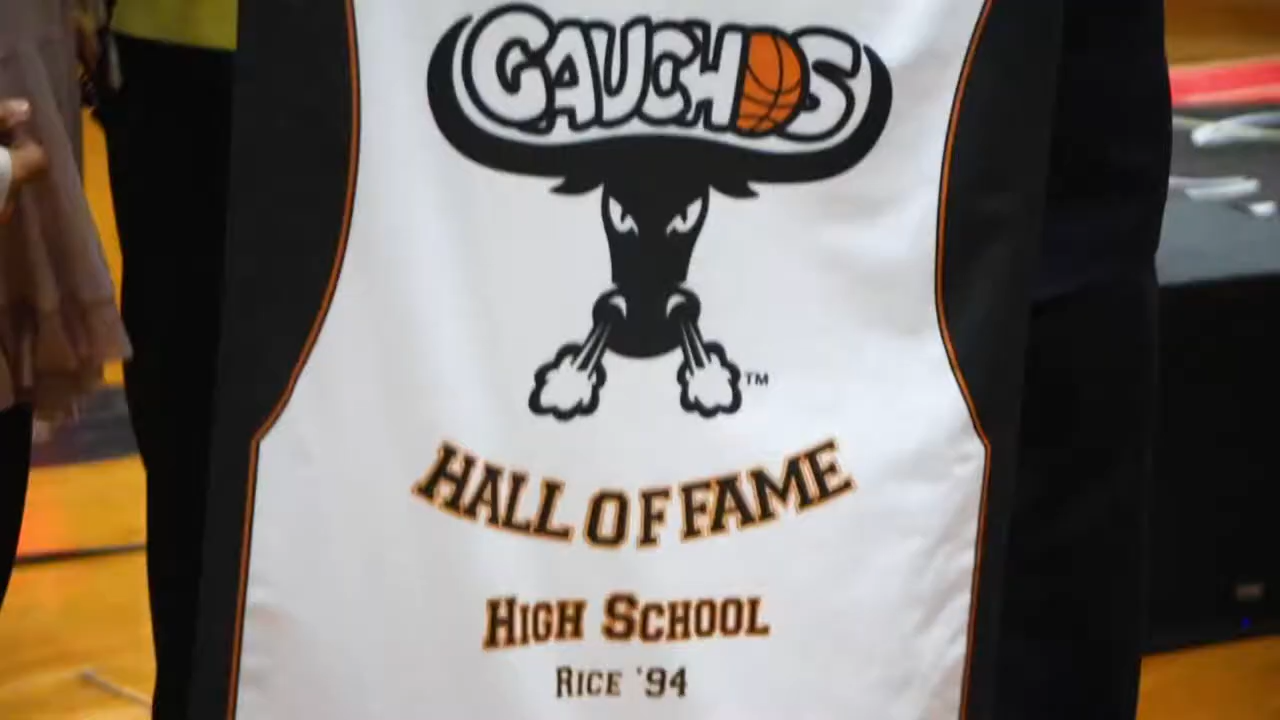 GAUCHOS
TM
HALL OF FAME
HIGH SCHOOL
RICE '94